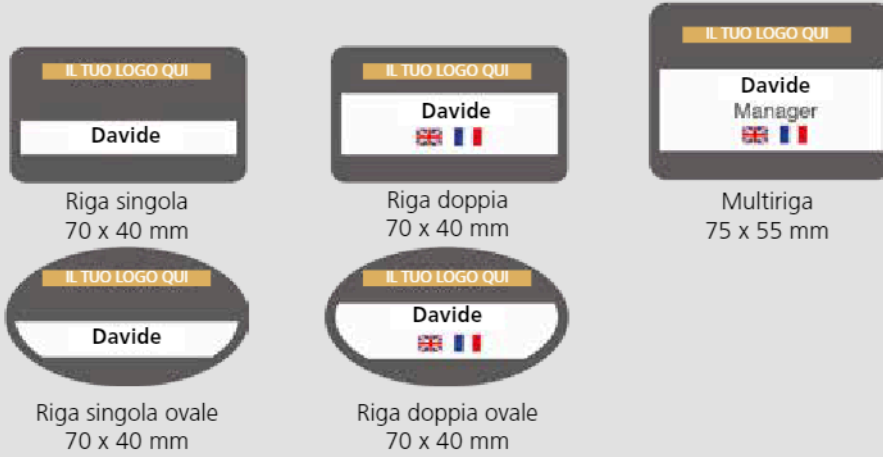 IL TUO LOGO QUI
Davide
Riga singola
70 x 40 mm
IL TUO LOGO QUI
Davide
Riga doppia
70 x 40 mm
IL TUO LOGO QUI
Davide
Manager
Multiriga
75 x 55 mm
IL TUO LOGO QUI
Davide
Riga singola ovale
70 x 40 mm
IL TUO LOGO QUI
Davide
Riga doppia ovale
70 x 40 mm